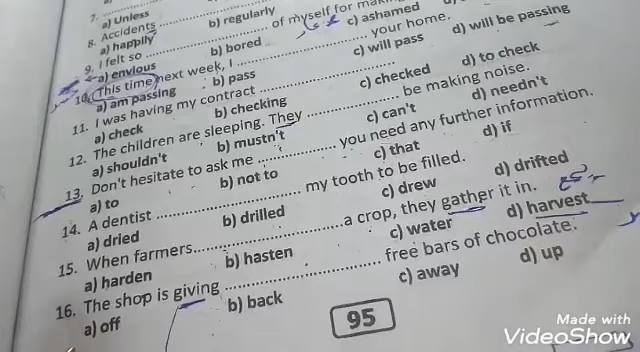 7.
a) Unless
b) regularly
8. Accidents
a) happily
b) bored
c) ashamed
9. I felt so ........................ of myself for
a) envious
10. This time next week, I ........................ your home.
a) am passing b) pass c) will pass d) will be passing
11. I was having my contract ........................
a) check b) checking c) checked d) to check
12. The children are sleeping. They ........................ be making noise.
a) shouldn't b) mustn't c) can't d) needn't
13. Don't hesitate to ask me ............... you need any further information.
a) to b) not to c) that d) if
14. A dentist ........................ my tooth to be filled.
a) dried b) drilled c) drew d) drifted
15. When farmers........................a crop, they gather it in.
a) harden b) hasten c) water d) harvest
16. The shop is giving ........................ free bars of chocolate.
a) off b) back c) away d) up
95
Made with
VideoShow